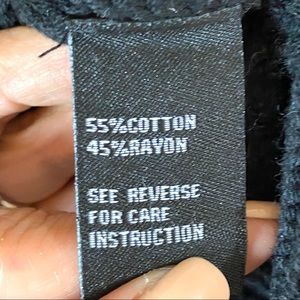 55%COTTON
45%RAYON
SEE REVERSE
FOR CARE
INSTRUCTION